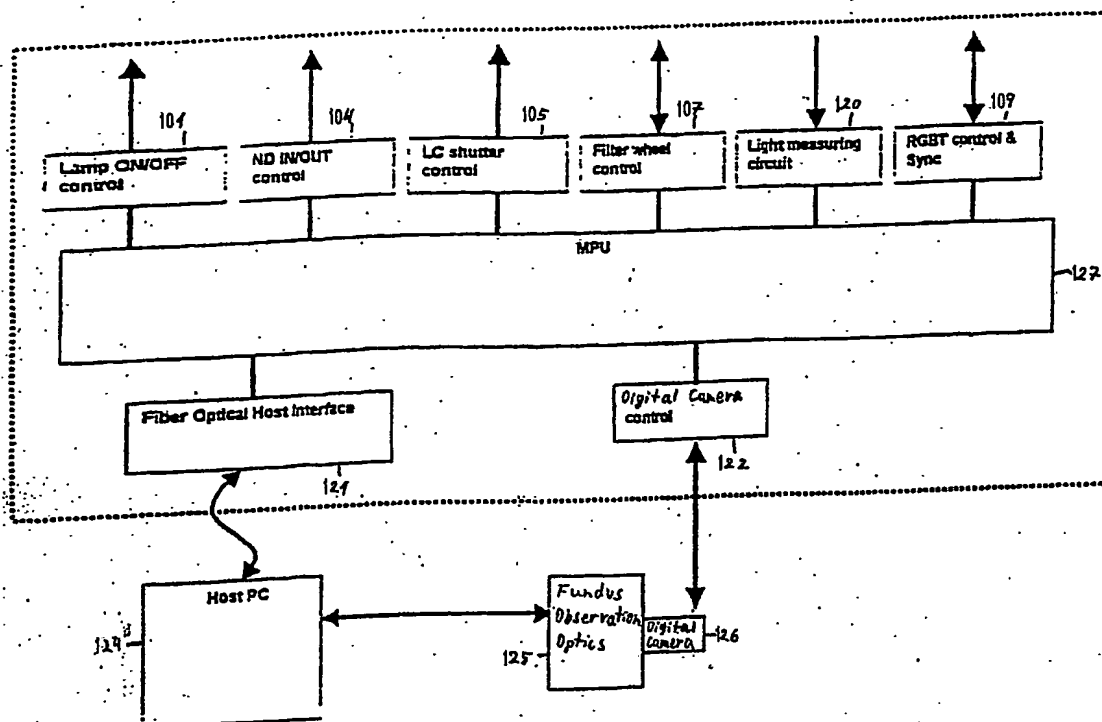 101
104
105
107
120
109
Lamp ON/OFF
control
ND IN/OUT
control
LC shutter
control
Filter wheel
control
Light measuring
circuit
RGBT control &
Sync
MPU
127
Fiber Optical Host Interface
121
Digital Camera
control
122
Host PC
124
Fundus
Observation
Optics
125
Digital
Camera
126